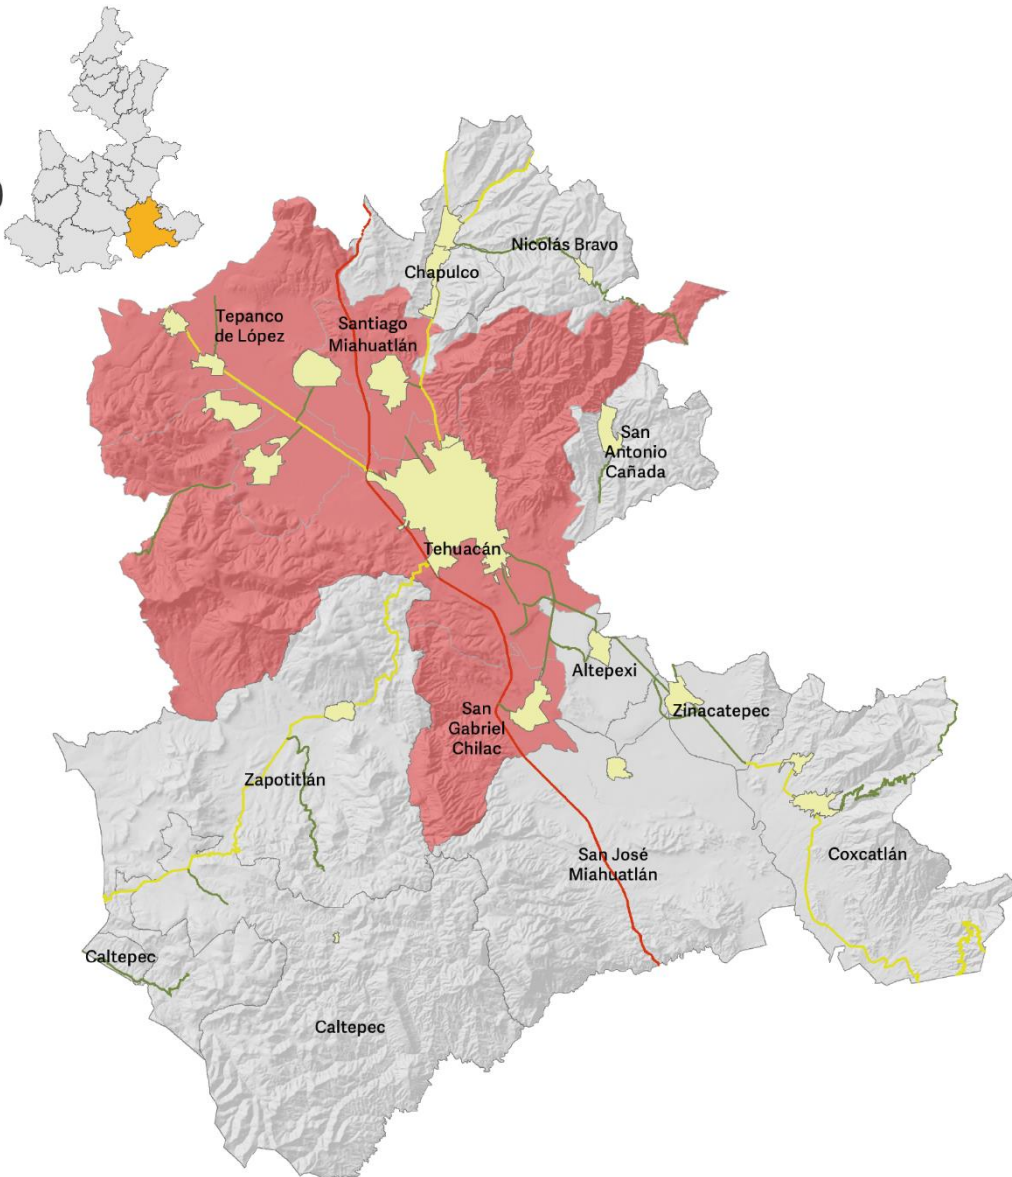 Nicolás Bravo
Chapulco
Tepanco
de López
Santiago
Miahuatlán
San
Antonio
Cañada
Tehuacán
Altepexi
San
Gabriel
Chilac
Zinacatepec
Zapotitlán
San José
Miahuatlán
Coxcatlán
Caltepec
Caltepec